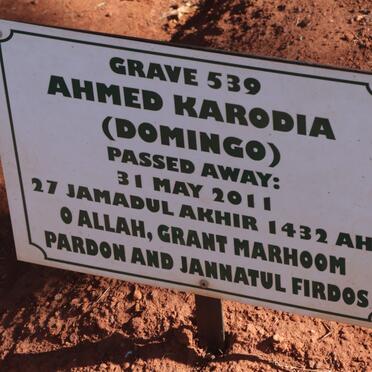 GRAVE 539
AHMED KARODIA
(DOMINGO)
PASSED AWAY:
31 MAY 2011
27 JAMADUL AKHIR 1432 AH
O ALLAH, GRANT MARHOOM
PARDON AND JANNATUL FIRDOS